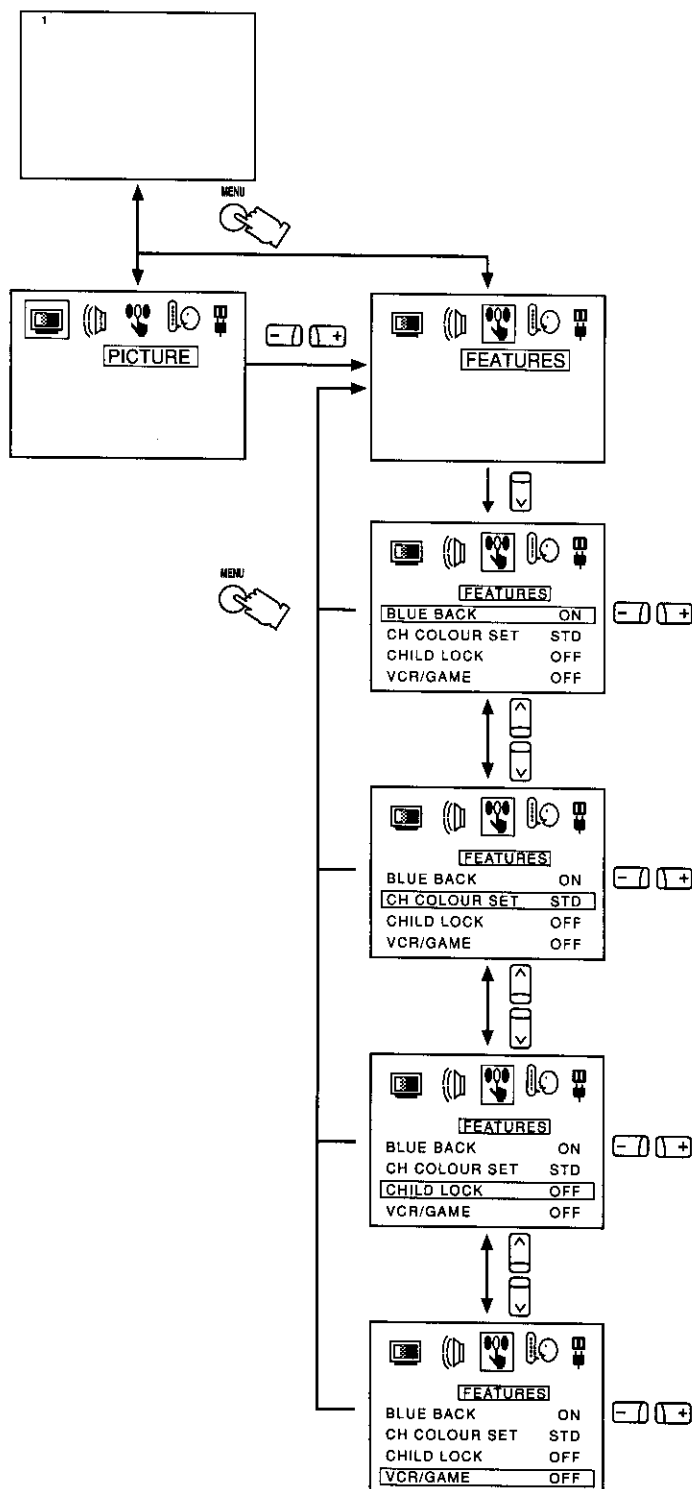 1
MENU
PICTURE
- +
FEATURES
FEATURES
BLUE BACK ON
CH COLOUR SET STD
CHILD LOCK OFF
VCR/GAME OFF
- +
MENU
FEATURES
BLUE BACK ON
CH COLOUR SET STD
CHILD LOCK OFF
VCR/GAME OFF
- +
FEATURES
BLUE BACK ON
CH COLOUR SET STD
CHILD LOCK OFF
VCR/GAME OFF
- +
FEATURES
BLUE BACK ON
CH COLOUR SET STD
CHILD LOCK OFF
VCR/GAME OFF
- +